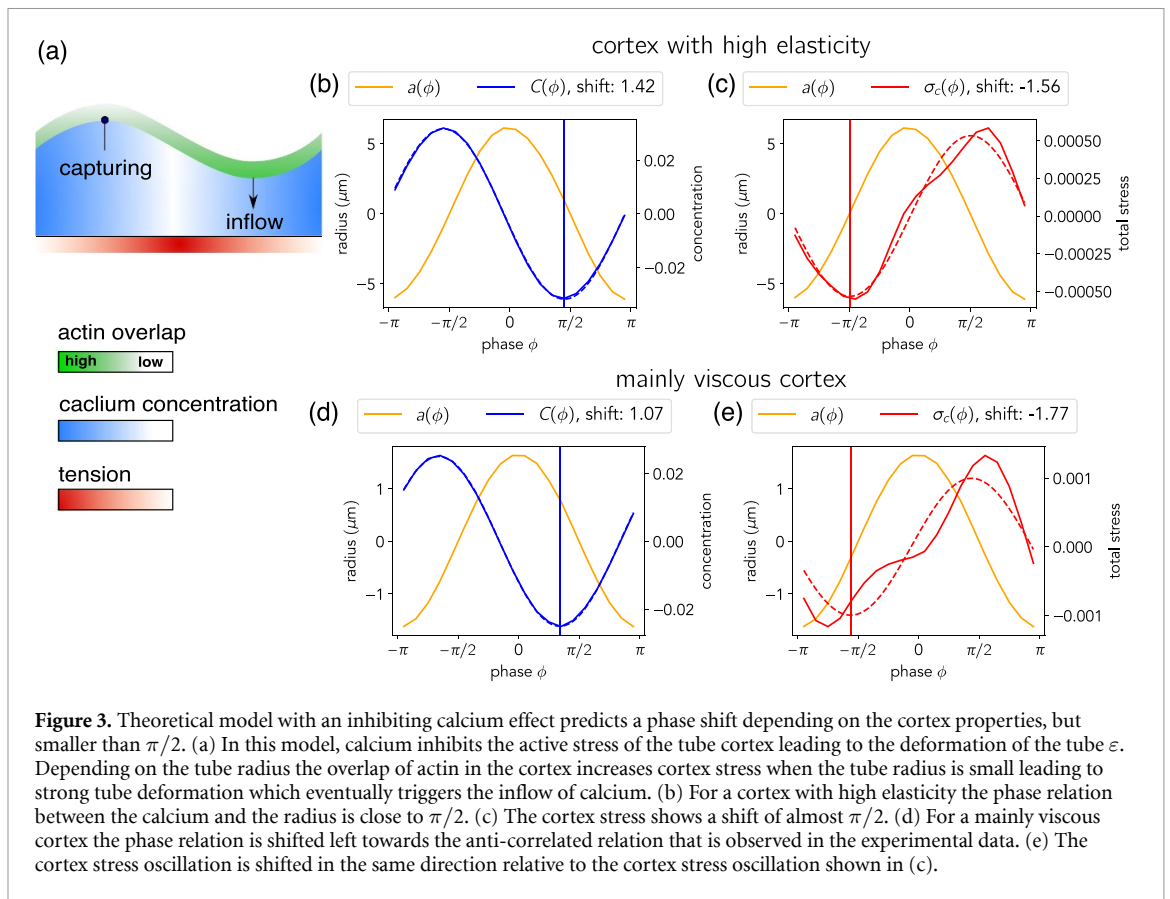 (a)
capturing
inflow
actin overlap
high low
caclium concentration
tension
cortex with high elasticity
(b)
a(ϕ) C(ϕ), shift: 1.42
radius (μm)
5
0
−5
0.02
0.00
−0.02
concentration
−π −π/2 0 π/2 π
phase ϕ
(c)
a(ϕ) σc(ϕ), shift: -1.56
radius (μm)
5
0
−5
0.00050
0.00025
0.00000
−0.00025
−0.00050
total stress
−π −π/2 0 π/2 π
phase ϕ
mainly viscous cortex
(d)
a(ϕ) C(ϕ), shift: 1.07
radius (μm)
1
0
−1
0.02
0.00
−0.02
concentration
−π −π/2 0 π/2 π
phase ϕ
(e)
a(ϕ) σc(ϕ), shift: -1.77
radius (μm)
1
0
−1
0.001
0.000
−0.001
total stress
−π −π/2 0 π/2 π
phase ϕ
Figure 3. Theoretical model with an inhibiting calcium effect predicts a phase shift depending on the cortex properties, but
smaller than π/2. (a) In this model, calcium inhibits the active stress of the tube cortex leading to the deformation of the tube ε.
Depending on the tube radius the overlap of actin in the cortex increases cortex stress when the tube radius is small leading to
strong tube deformation which eventually triggers the inflow of calcium. (b) For a cortex with high elasticity the phase relation
between the calcium and the radius is close to π/2. (c) The cortex stress shows a shift of almost π/2. (d) For a mainly viscous
cortex the phase relation is shifted left towards the anti-correlated relation that is observed in the experimental data. (e) The
cortex stress oscillation is shifted in the same direction relative to the cortex stress oscillation shown in (c).